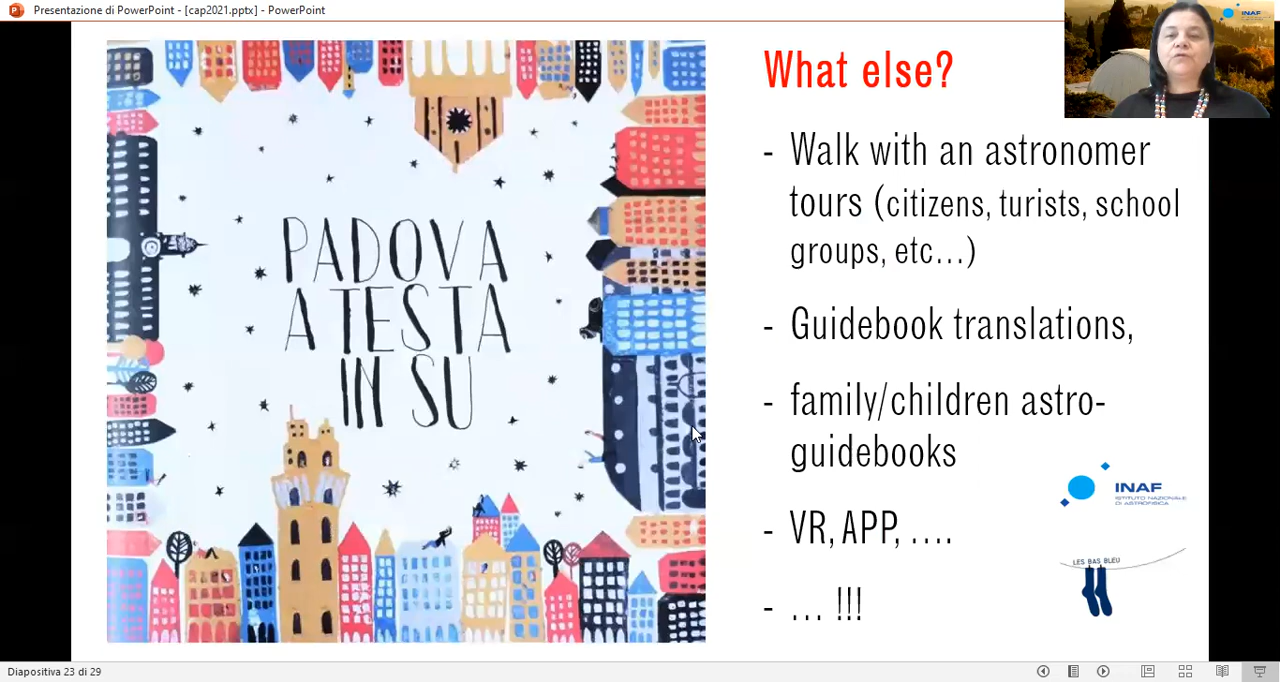 Presentazione di PowerPoint - [cap2021.pptx] - PowerPoint
INAF
PADOVA
A TESTA
IN SU
What else?
- Walk with an astronomer
tours (citizens, turists, school
groups, etc...)
- Guidebook translations,
- family/children astro-
guidebooks
- VR, APP, ....
- ... !!!
INAF
ISTITUTO NAZIONALE
DI ASTROFISICA
LES BAS BLEU
Diapositiva 23 di 29